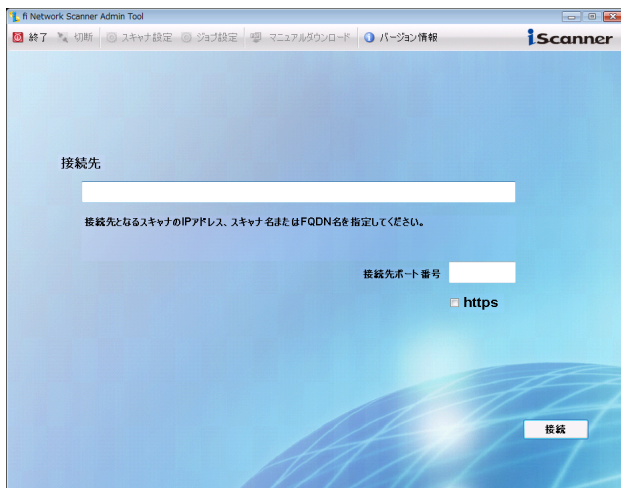 fi Network Scanner Admin Tool
終了 切断 スキャナ設定 ジョブ設定 マニュアルダウンロード バージョン情報 iScanner
接続先
接続先となるスキャナのIPアドレス、スキャナ名またはFQDN名を指定してください。
接続先ポート番号
https
接続